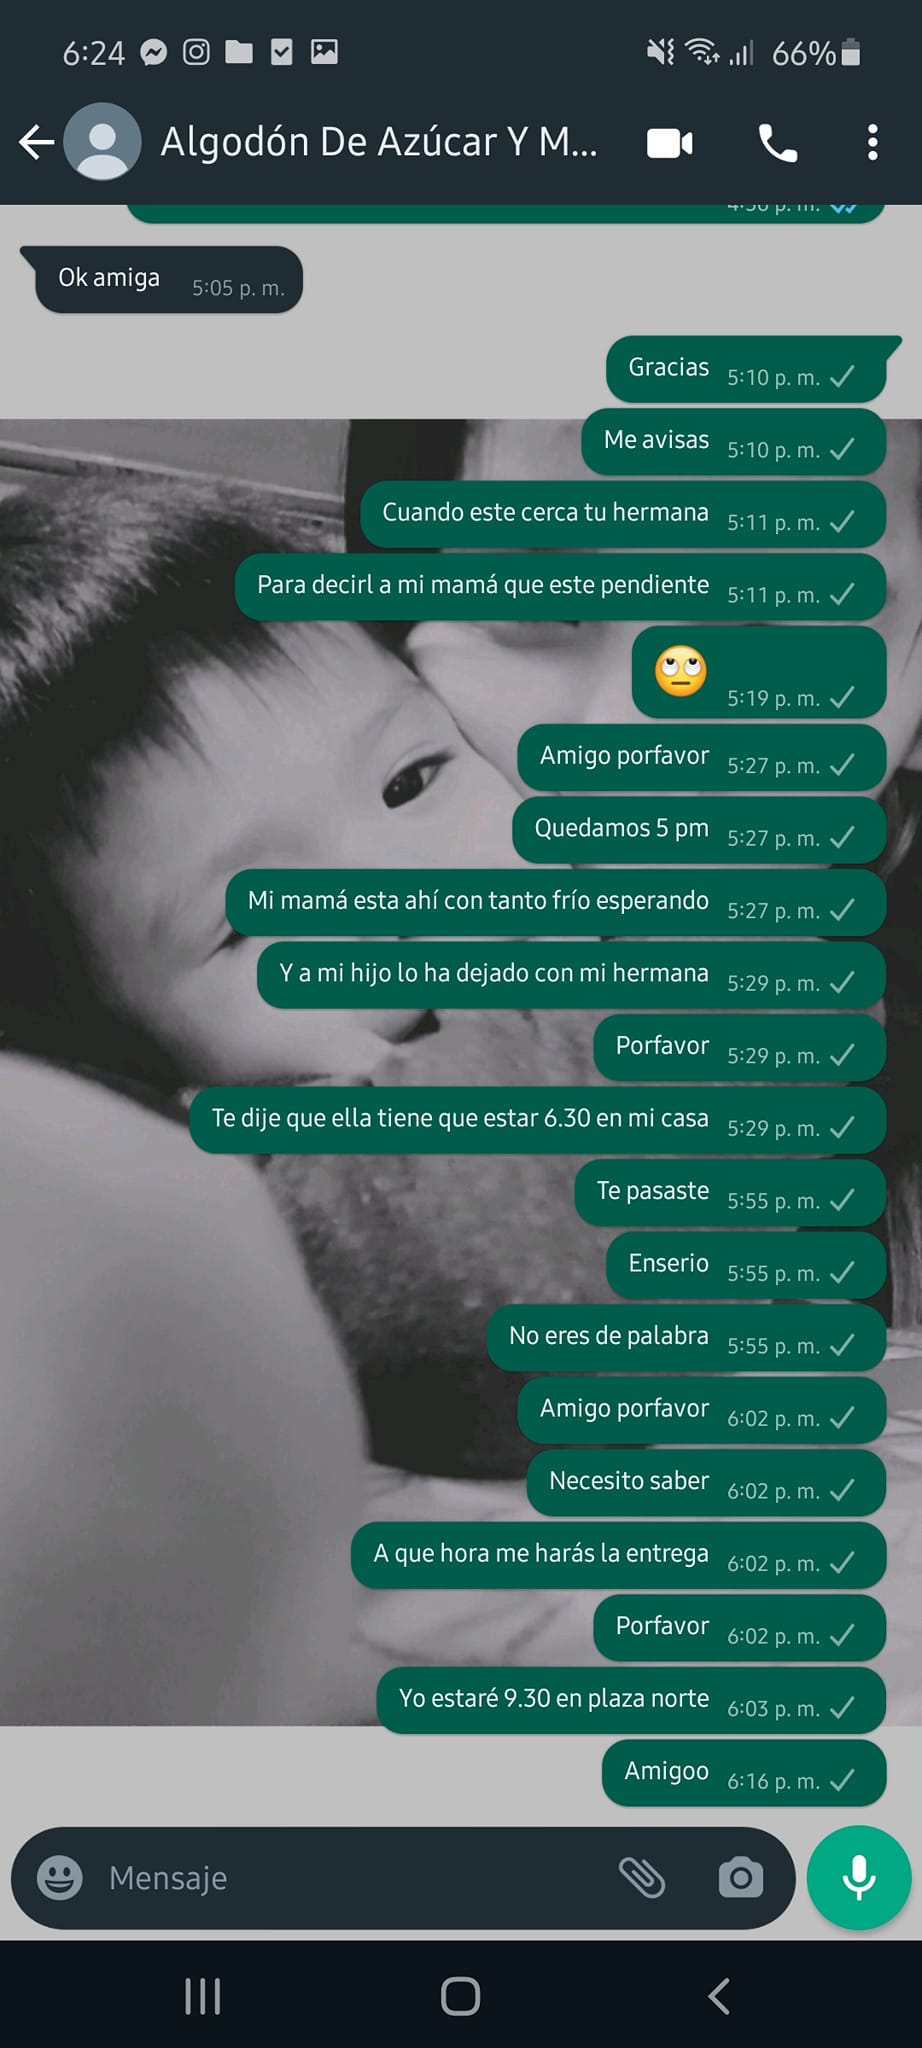 6:24 66%
Algodón De Azúcar Y M...
Ok amiga 5:05 p. m.
Gracias 5:10 p. m.
Me avisas 5:10 p. m.
Cuando este cerca tu hermana 5:11 p. m.
Para decirl a mi mamá que este pendiente 5:11 p. m.
5:19 p. m.
Amigo porfavor 5:27 p. m.
Quedamos 5 pm 5:27 p. m.
Mi mamá esta ahí con tanto frío esperando 5:27 p. m.
Y a mi hijo lo ha dejado con mi hermana 5:29 p. m.
Porfavor 5:29 p. m.
Te dije que ella tiene que estar 6.30 en mi casa 5:29 p. m.
Te pasaste 5:55 p. m.
Enserio 5:55 p. m.
No eres de palabra 5:55 p. m.
Amigo porfavor 6:02 p. m.
Necesito saber 6:02 p. m.
A que hora me harás la entrega 6:02 p. m.
Porfavor 6:02 p. m.
Yo estaré 9.30 en plaza norte 6:03 p. m.
Amigoo 6:16 p. m.
Mensaje